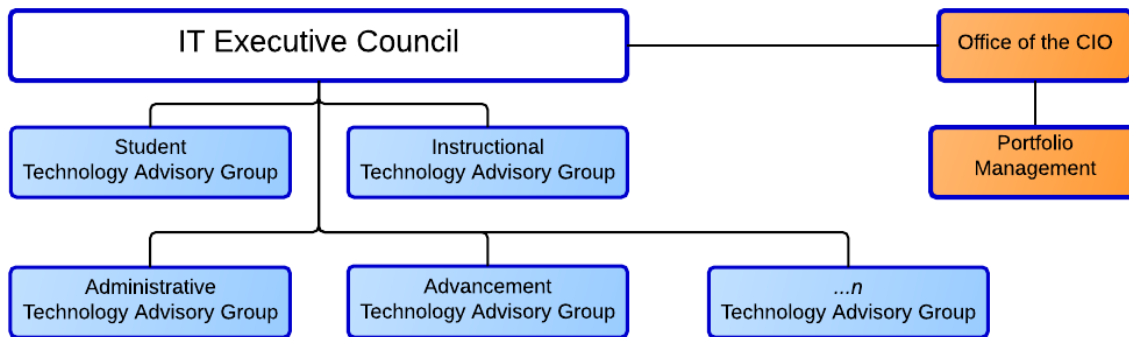 IT Executive Council
Office of the CIO
Student
Technology Advisory Group
Instructional
Technology Advisory Group
Portfolio
Management
Administrative
Technology Advisory Group
Advancement
Technology Advisory Group
...n
Technology Advisory Group